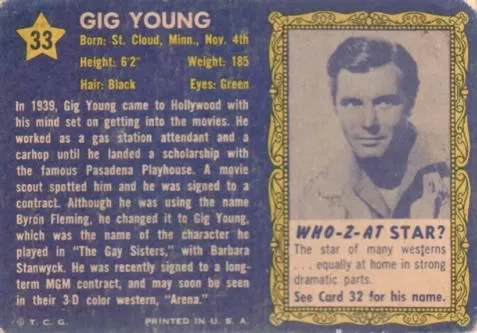 33
GIG YOUNG
Born: St. Cloud, Minn., Nov. 4th
Height: 6'2" Weight: 185
Hair: Black Eyes: Green
In 1939, Gig Young came to Hollywood with
his mind set on getting into the movies. He
worked as a gas station attendant and a
carhop until he landed a scholarship with
the famous Pasadena Playhouse. A movie
scout spotted him and he was signed to a
contract. Although he was using the name
Byron Fleming, he changed it to Gig Young,
which was the name of the character he
played in "The Gay Sisters," with Barbara
Stanwyck. He was recently signed to a long-
term MGM contract, and may soon be seen
in their 3-D color western, "Arena."
© T. C. G. PRINTED IN U. S. A.
WHO-Z-AT STAR?
The star of many westerns
... equally at home in strong
dramatic parts.
See Card 32 for his name.